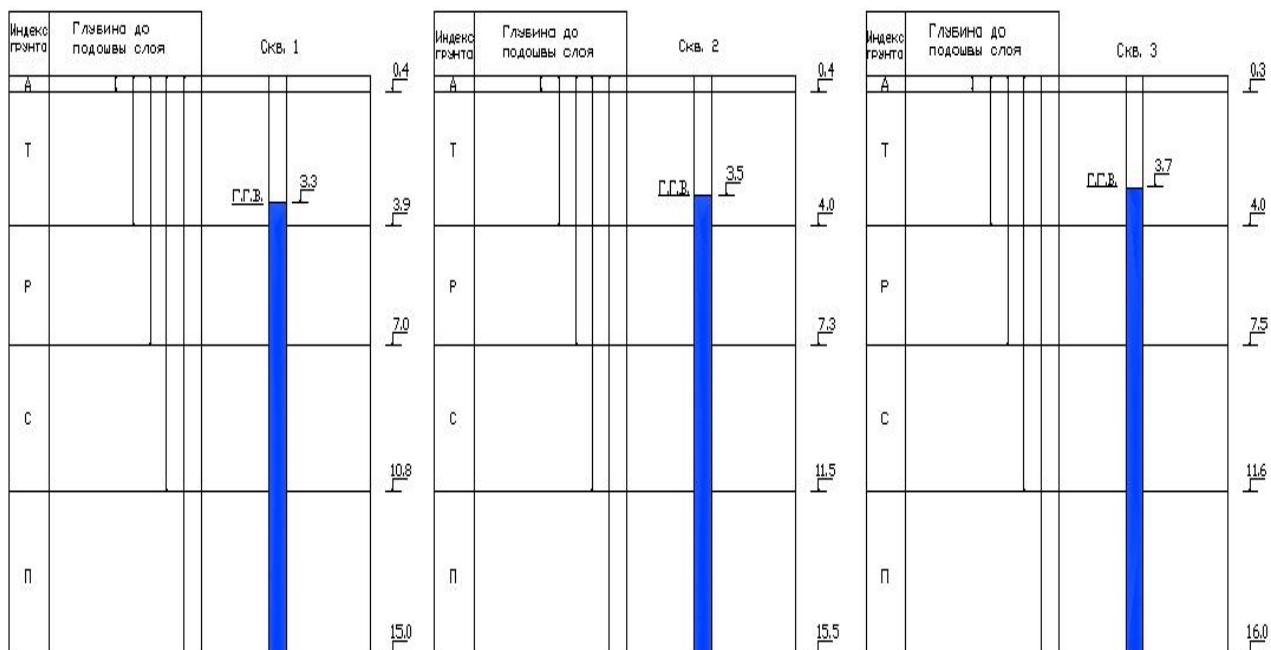 Индекс грунта
Глубина до подошвы слоя
Скв. 1
0.4
А
Т
3.3
Г.Г.В.
3.9
Р
7.0
С
10.8
П
15.0
Индекс грунта
Глубина до подошвы слоя
Скв. 2
0.4
А
Т
3.5
Г.Г.В.
4.0
Р
7.3
С
11.5
П
15.5
Индекс грунта
Глубина до подошвы слоя
Скв. 3
0.3
А
Т
3.7
Г.Г.В.
4.0
Р
7.5
С
11.6
П
16.0